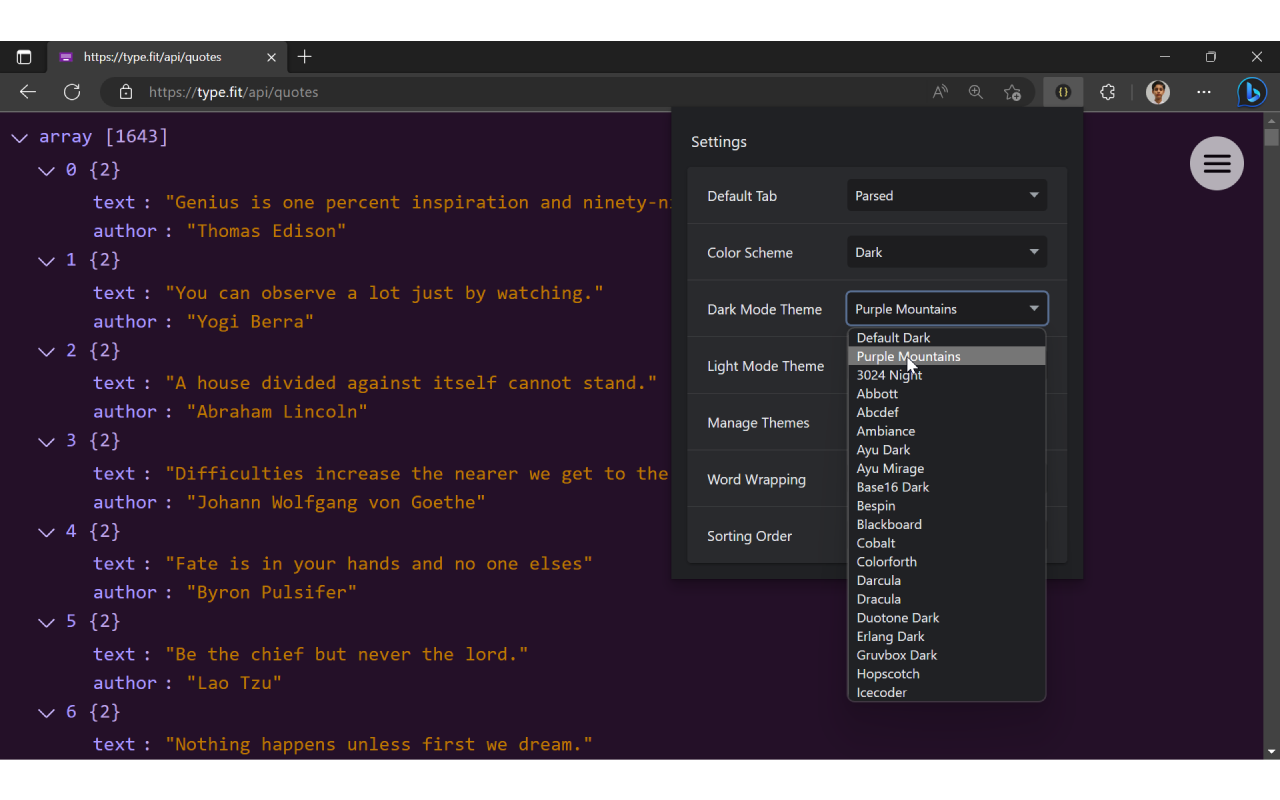 https://type.fit/api/quotes
https://type.fit/api/quotes
array [1643]
0 {2}
text : "Genius is one percent inspiration and ninety-ni
author : "Thomas Edison"
1 {2}
text : "You can observe a lot just by watching."
author : "Yogi Berra"
2 {2}
text : "A house divided against itself cannot stand."
author : "Abraham Lincoln"
3 {2}
text : "Difficulties increase the nearer we get to the
author : "Johann Wolfgang von Goethe"
4 {2}
text : "Fate is in your hands and no one elses"
author : "Byron Pulsifer"
5 {2}
text : "Be the chief but never the lord."
author : "Lao Tzu"
6 {2}
text : "Nothing happens unless first we dream."
Settings
Default Tab Parsed
Color Scheme Dark
Dark Mode Theme Purple Mountains
Light Mode Theme
Manage Themes
Word Wrapping
Sorting Order
Default Dark
Purple Mountains
3024 Night
Abbott
Abcdef
Ambiance
Ayu Dark
Ayu Mirage
Base16 Dark
Bespin
Blackboard
Cobalt
Colorforth
Darcula
Dracula
Duotone Dark
Erlang Dark
Gruvbox Dark
Hopscotch
Icecoder